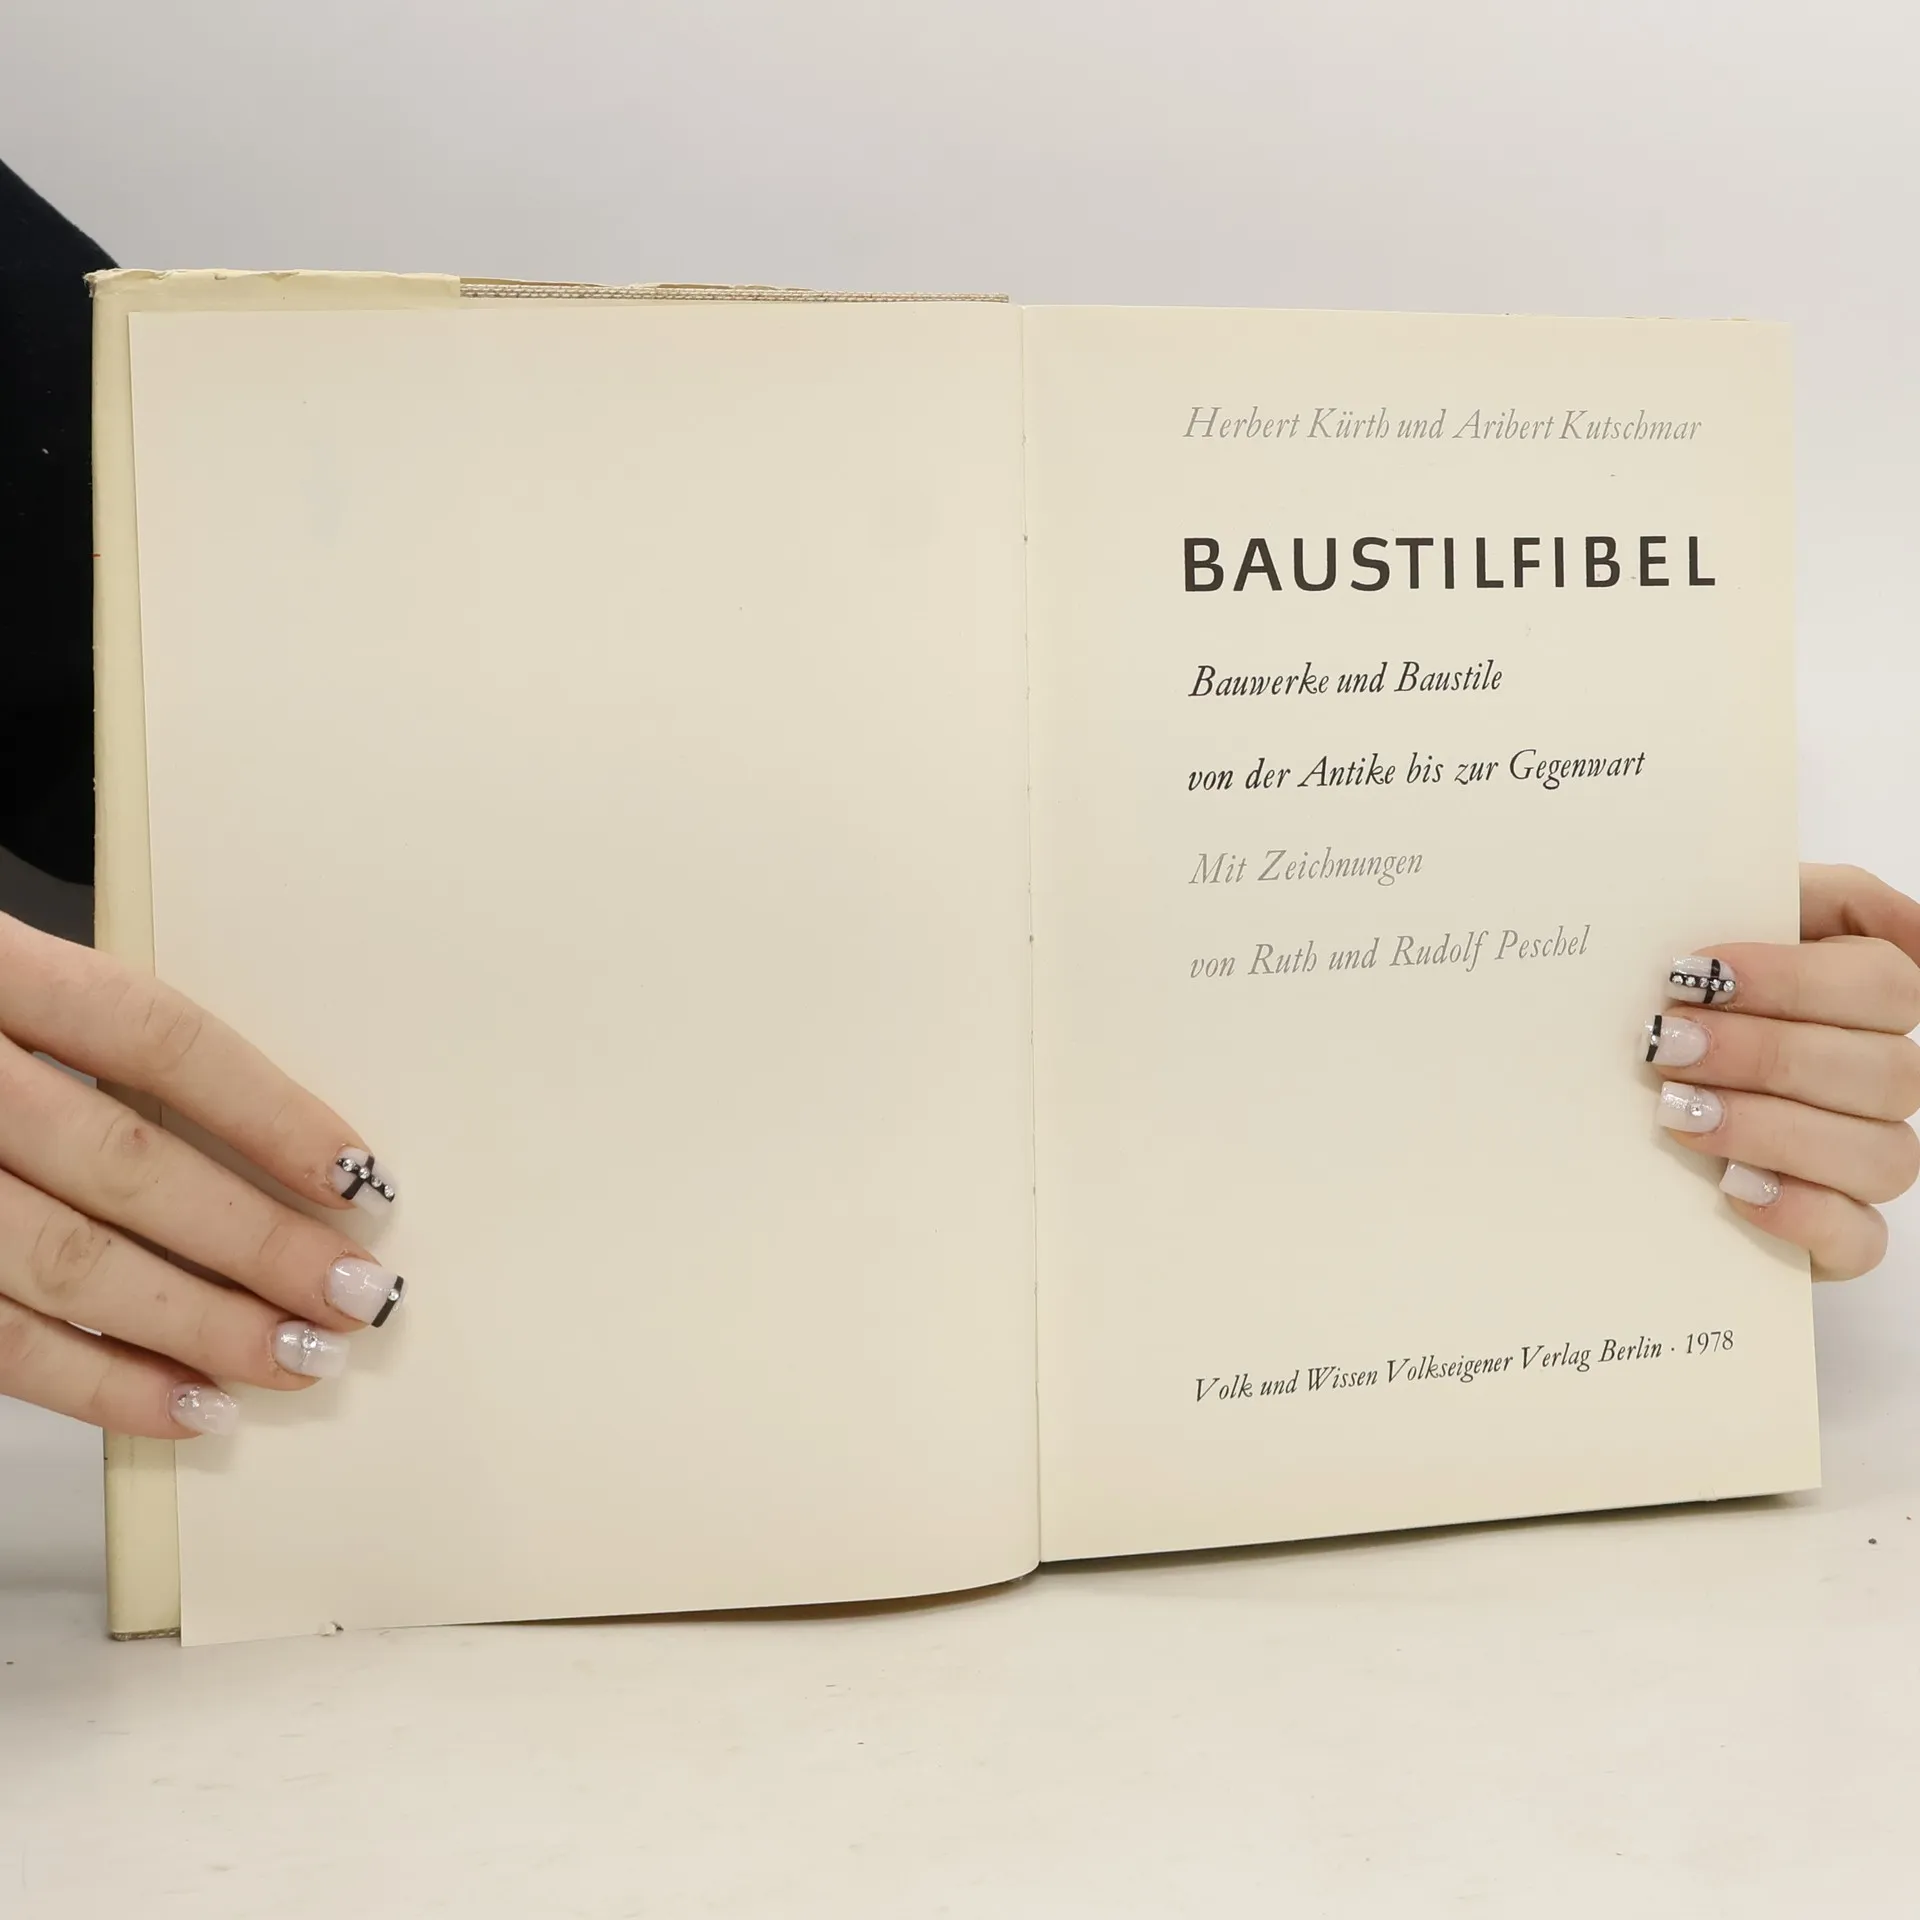 Herbert Kürth und Aribert Kutschmar
BAUSTILFIBEL
Bauwerke und Baustile
von der Antike bis zur Gegenwart
Mit Zeichnungen
von Ruth und Rudolf Peschel
Volk und Wissen Volkseigener Verlag Berlin · 1978